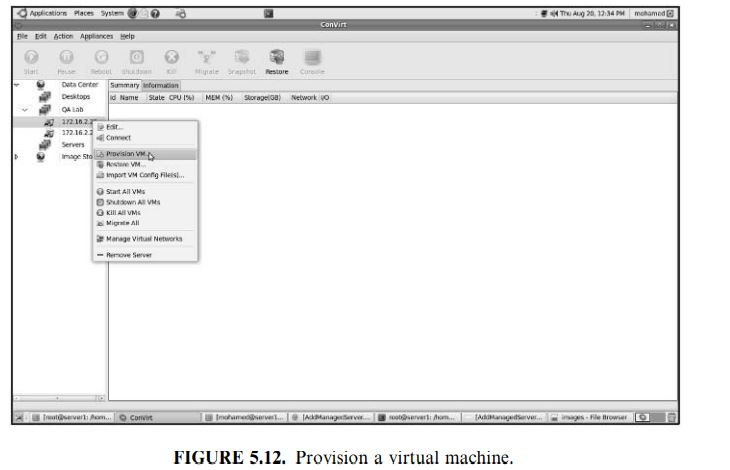 Applications Places System
Thu Aug 20, 12:34 PM mohamed
ConVirt
File Edit Action Appliances Help
Start Pause Reboot Shutdown Kill Migrate Snapshot Restore Console
Data Center
Desktops
QA Lab
172.16.2.2
172.16.2.2
Servers
Image Sto
Summary Information
Id Name State CPU (%) MEM (%) Storage(GB) Network I/O
Edit...
Connect
Provision VM...
Restore VM...
Import VM Config File(s)...
Start All VMs
Shutdown All VMs
Kill All VMs
Migrate All
Manage Virtual Networks
Remove Server
[root@server1: /hom... ConVirt [mohamed@server1... [AddManagedServer.... root@server1: /hom... [AddManagedServer... images - File Browser
FIGURE 5.12. Provision a virtual machine.